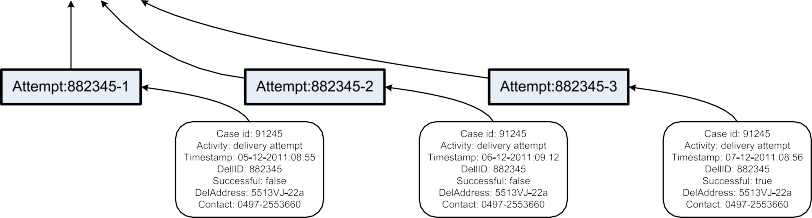 Attempt:882345-1
Attempt:882345-2
Attempt:882345-3
Case id: 91245
Activity: delivery attempt
Timestamp: 05-12-2011:08.55
DellID: 882345
Successful: false
DelAddress: 5513VJ-22a
Contact: 0497-2553660
Case id: 91245
Activity: delivery attempt
Timestamp: 06-12-2011:09.12
DellID: 882345
Successful: false
DelAddress: 5513VJ-22a
Contact: 0497-2553660
Case id: 91245
Activity: delivery attempt
Timestamp: 07-12-2011:08.56
DellID: 882345
Successful: true
DelAddress: 5513VJ-22a
Contact: 0497-2553660